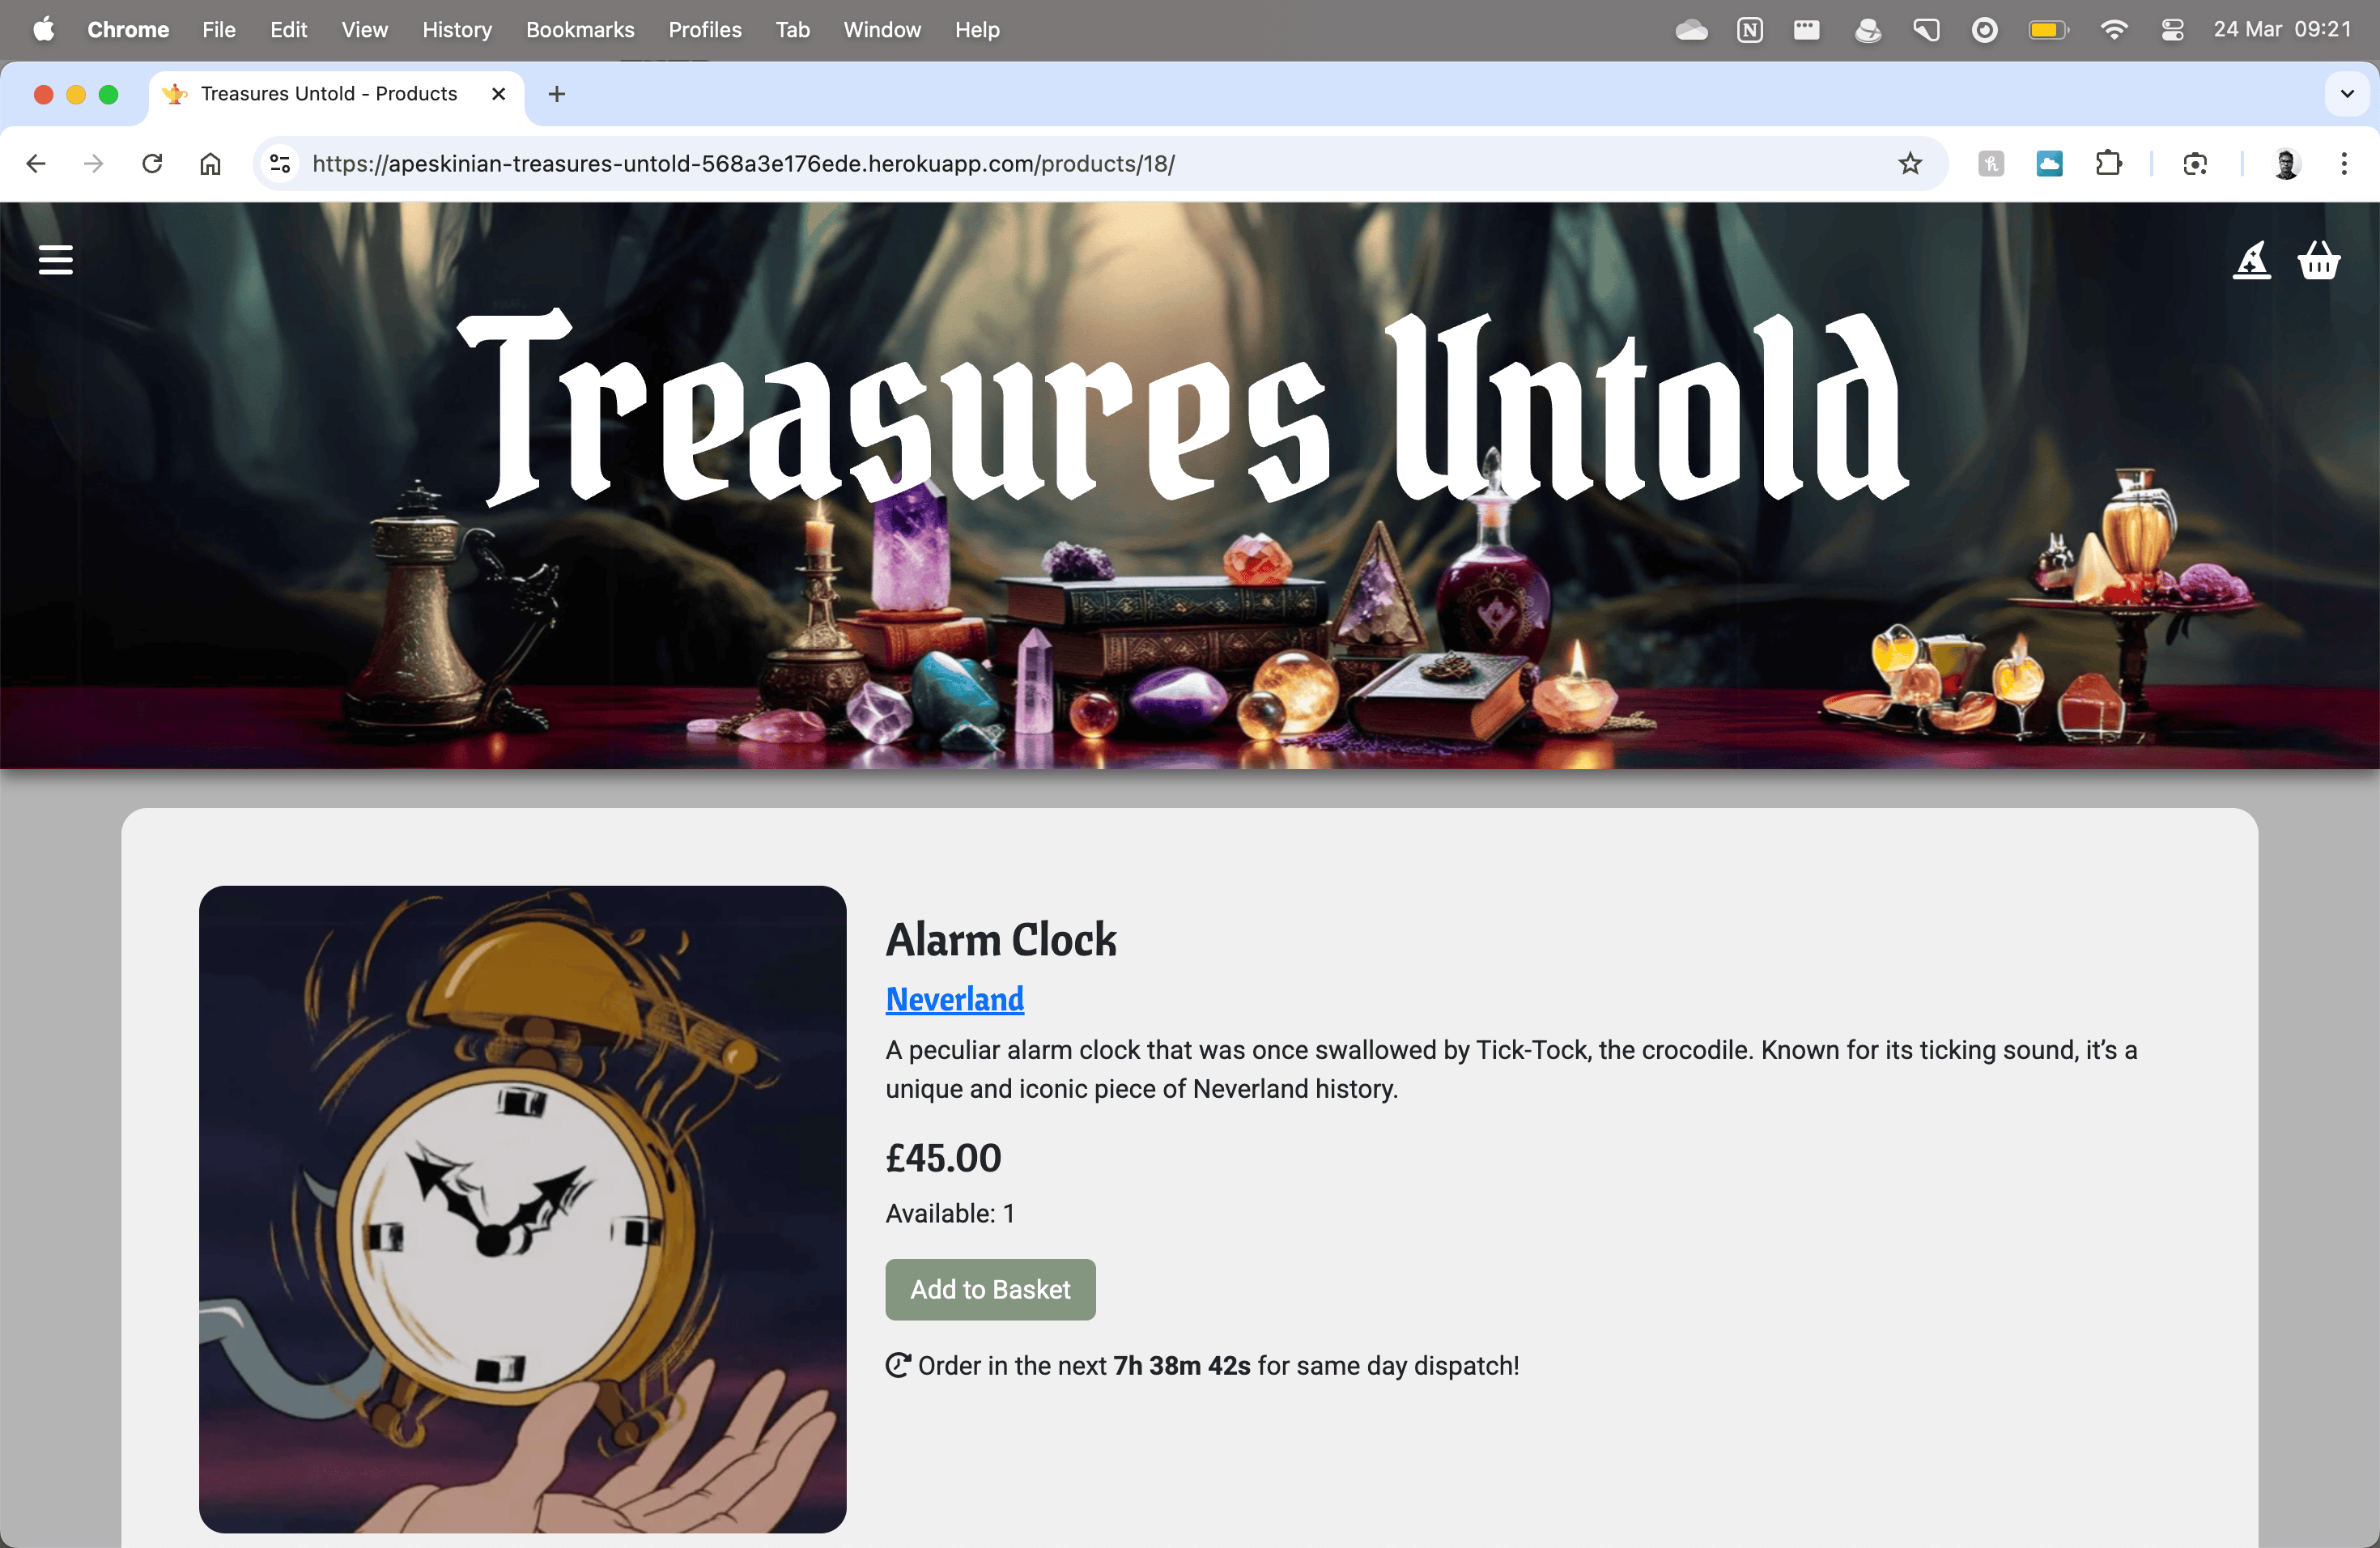 Chrome File Edit View History Bookmarks Profiles Tab Window Help 24 Mar 09:21
Treasures Untold - Products
https://apeskinian-treasures-untold-568a3e176ede.herokuapp.com/products/18/
Treasures Untold
Alarm Clock
Neverland
A peculiar alarm clock that was once swallowed by Tick-Tock, the crocodile. Known for its ticking sound, it’s a
unique and iconic piece of Neverland history.
£45.00
Available: 1
Add to Basket
Order in the next 7h 38m 42s for same day dispatch!